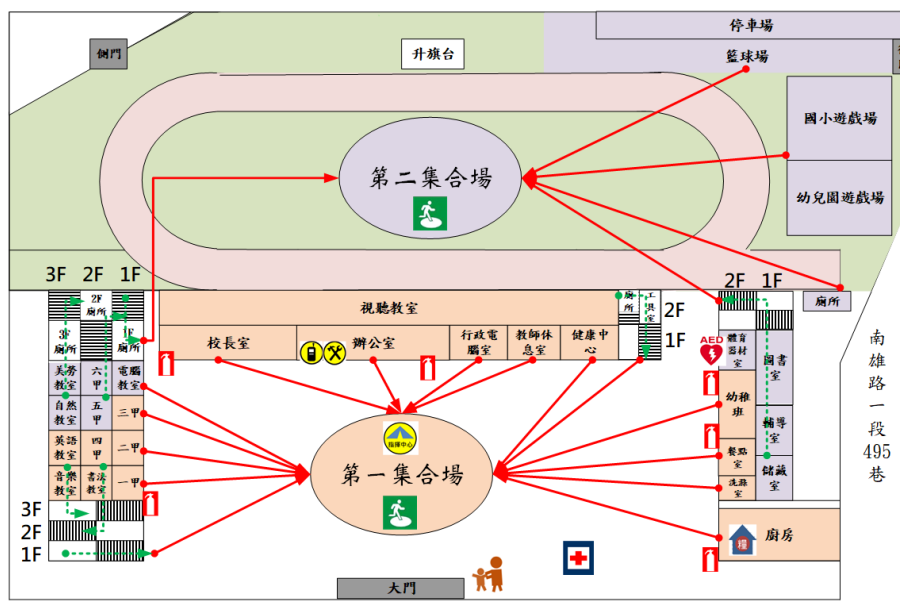 停車場
側門
升旗台
籃球場
國小遊戲場
第二集合場
幼兒園遊戲場
3F 2F 1F
2F
廁所
3F
廁所
1F
廁所
視聽教室
廁所
工具室
2F
1F
2F 1F
廁所
校長室
辦公室
行政電
腦室
教師休
息室
健康中
心
AED
體育
器材
室
圖書
室
南雄路一段495巷
美勞
教室
六
甲
電腦
教室
自然
教室
五
甲
三甲
英語
教室
四
甲
二甲
音樂
教室
書法
教室
一甲
幼稚
班
輔導
室
餐點
室
儲藏
室
洗滌
室
指揮中心
第一集合場
3F
2F
1F
糧
廚房
大門